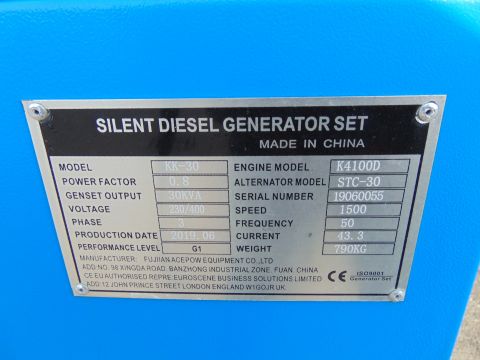 SILENT DIESEL GENERATOR SET
MADE IN CHINA
MODEL KK-30 ENGINE MODEL K4100D
POWER FACTOR 0.8 ALTERNATOR MODEL STC-30
GENSET OUTPUT 30KVA SERIAL NUMBER 19060055
VOLTAGE 230/400 SPEED 1500
PHASE 3 FREQUENCY 50
PRODUCTION DATE 2019.06 CURRENT 43.3
PERFORMANCE LEVEL G1 WEIGHT 790KG
MANUFACTURER: FUJIAN ACEPOW EQUIPMENT CO.,LTD
ADD:NO. 98 XINGDA ROAD. BANZHONG INDUSTRIAL ZONE. FUAN. CHINA
CE EU AUTHORISED REPRE:EUROSCENE BUSINESS SOLUTIONS LIMITED
ADD:12 JOHN PRINCE STREET LONDON ENGLAND W1G0JR UK.
CE ISO9001
Generator Set